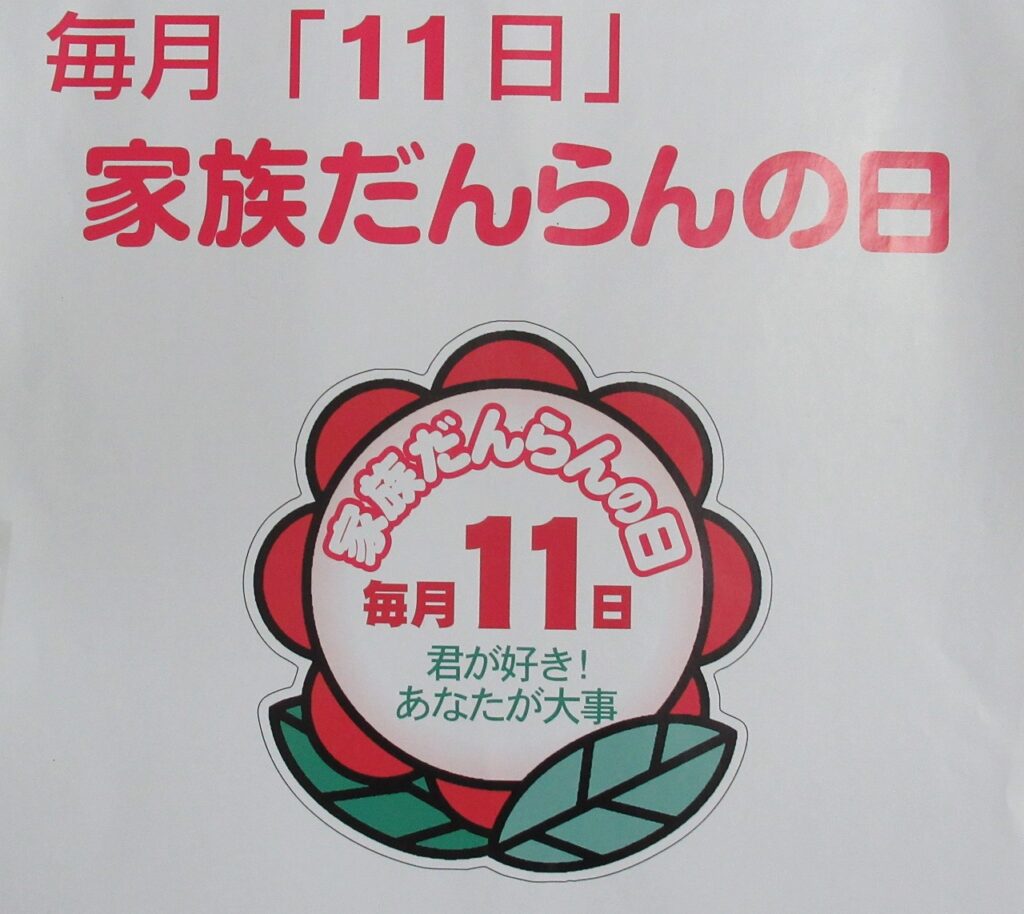 毎月「11日」
家族だんらんの日
家族だんらんの日
毎月11日
君が好き!
あなたが大事